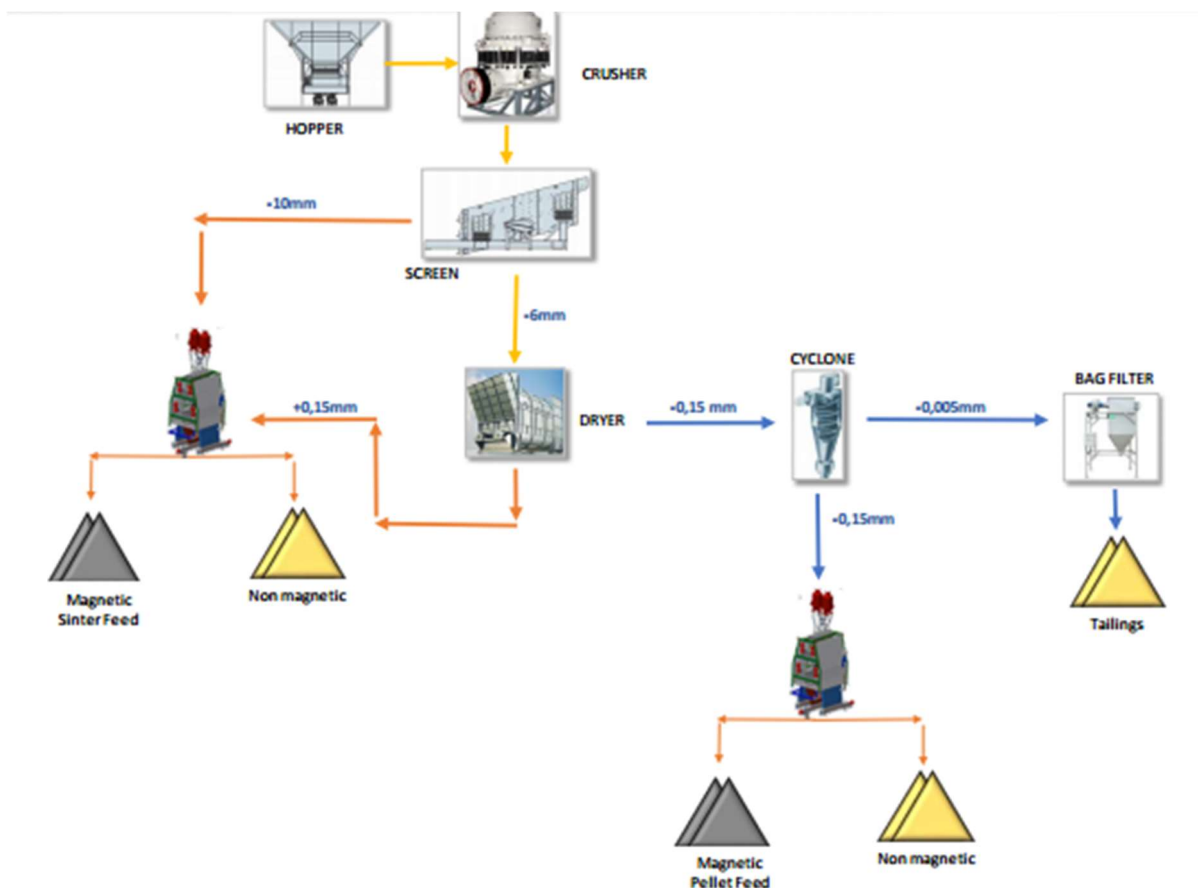 CRUSHER
HOPPER
-10mm
SCREEN
-6mm
CYCLONE
BAG FILTER
+0,15mm
DRYER
-0,15 mm
-0,005mm
-0,15mm
Magnetic
Sinter Feed
Non magnetic
Tailings
Magnetic
Pellet Feed
Non magnetic